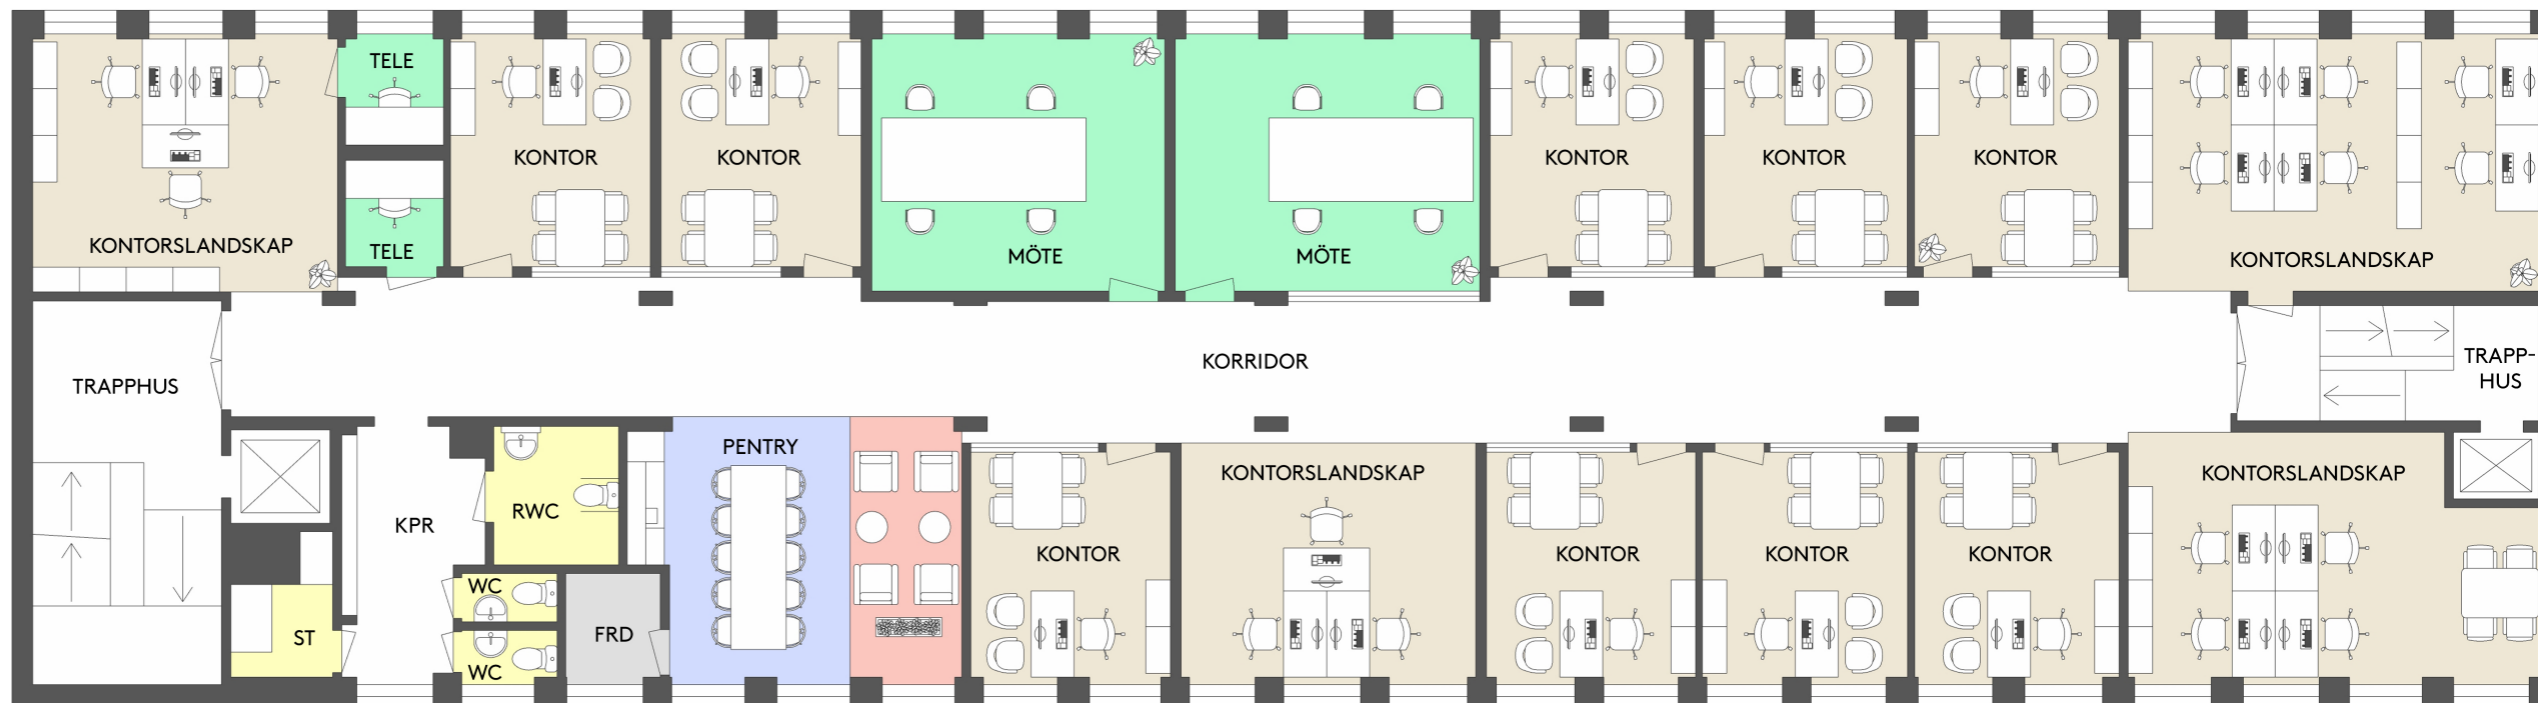 TELE
KONTOR
KONTOR
KONTOR
KONTOR
KONTOR
KONTORSLANDSKAP
TELE
MÖTE
MÖTE
KONTORSLANDSKAP
TRAPPHUS
KORRIDOR
TRAPP-
HUS
PENTRY
KONTORSLANDSKAP
KONTORSLANDSKAP
KPR
RWC
KONTOR
KONTOR
KONTOR
KONTOR
WC
ST
FRD
WC